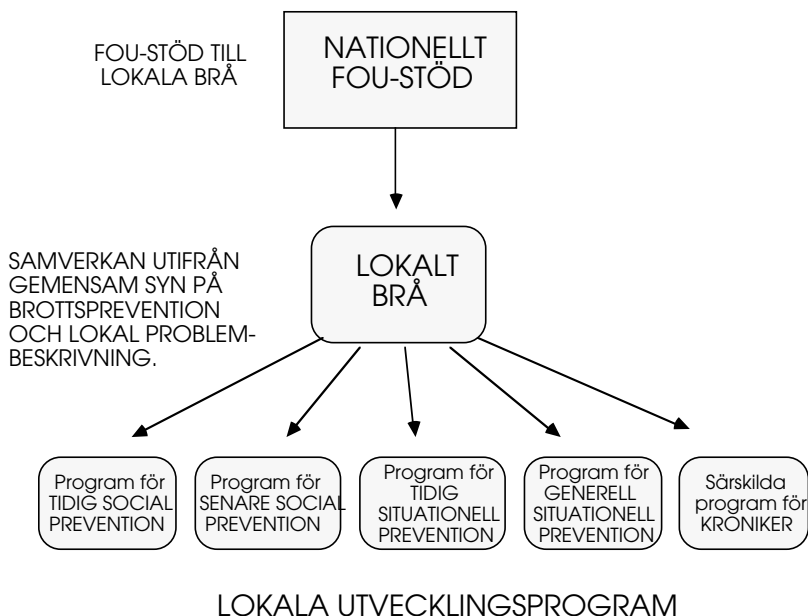 FOU-STÖD TILL
LOKALA BRÅ
NATIONELLT
FOU-STÖD
SAMVERKAN UTIFRÅN
GEMENSAM SYN PÅ
BROTTSPREVENTION
OCH LOKAL PROBLEM-
BESKRIVNING.
LOKALT
BRÅ
Program för
TIDIG SOCIAL
PREVENTION
Program för
SENARE SOCIAL
PREVENTION
Program för
TIDIG
SITUATIONELL
PREVENTION
Program för
GENERELL
SITUATIONELL
PREVENTION
Särskilda
program för
KRONIKER
LOKALA UTVECKLINGSPROGRAM